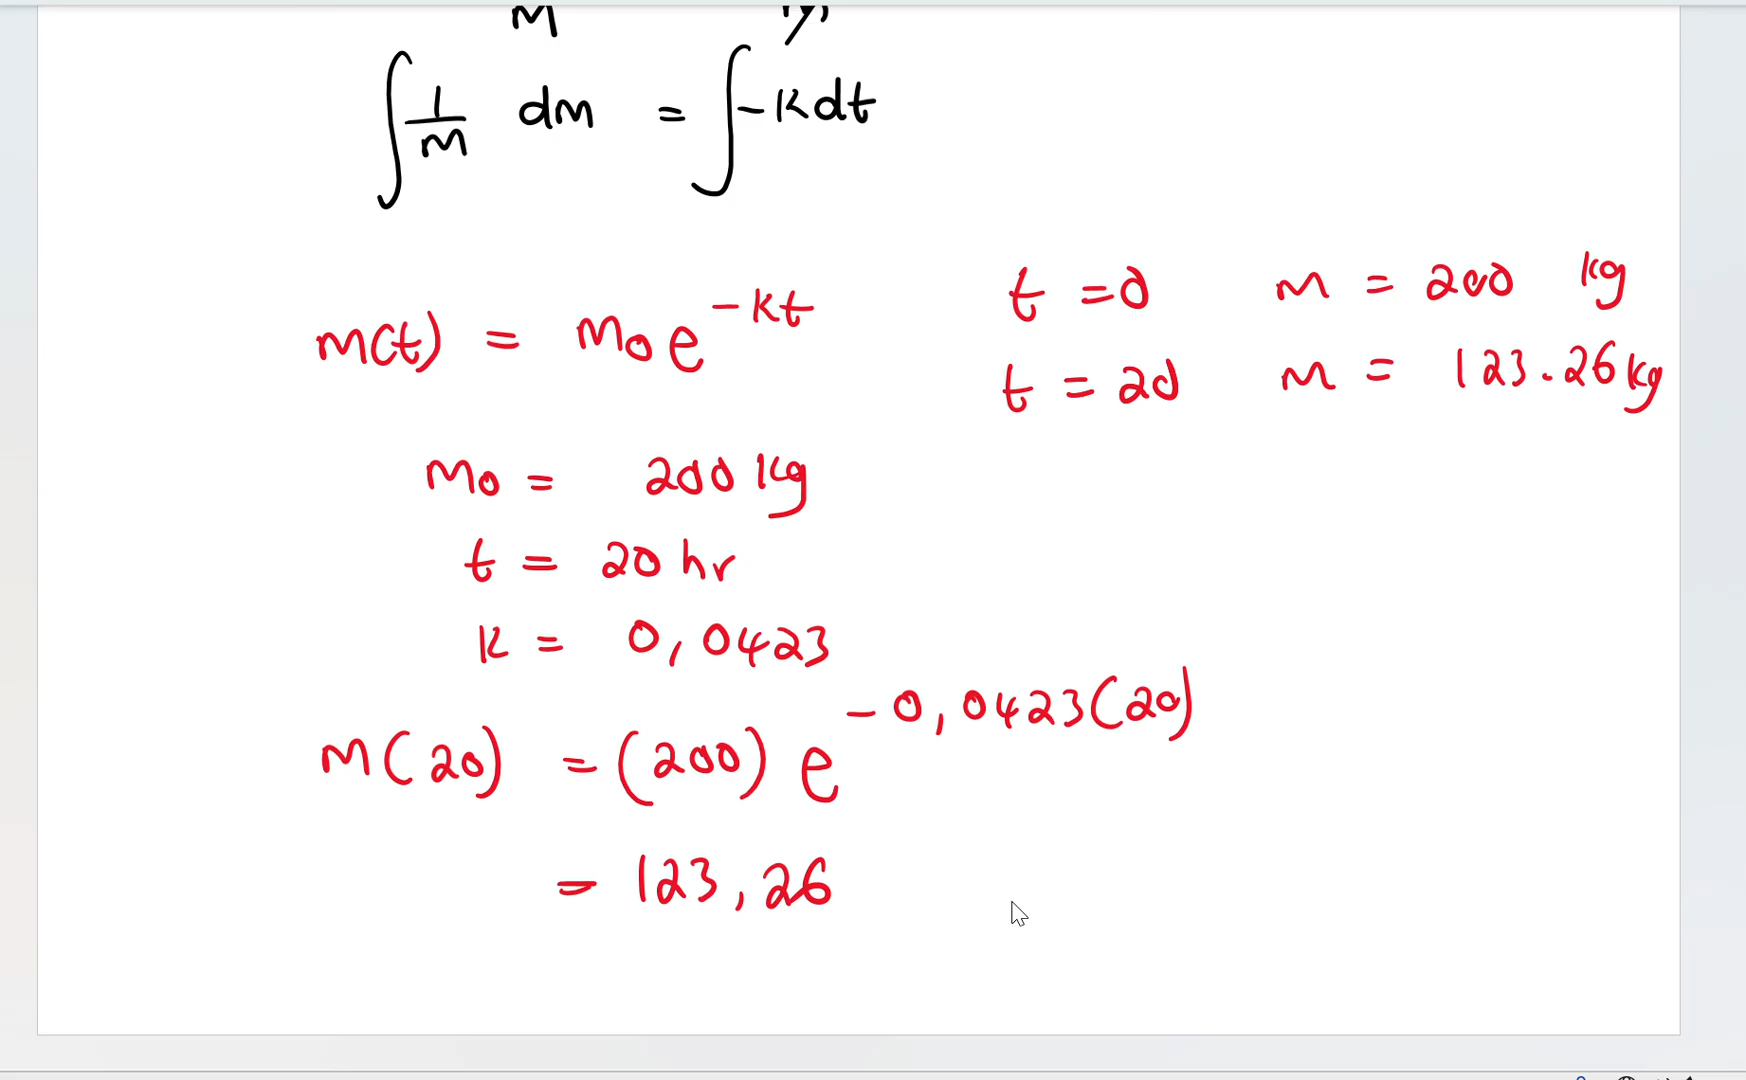 ∫ 1/m dm = ∫ -k dt
m(t) = m₀ e^(-kt)
t = 0 m = 200 kg
t = 20 m = 123.26 kg
m₀ = 200 kg
t = 20 hr
k = 0,0423
m(20) = (200) e^(-0,0423(20))
= 123,26